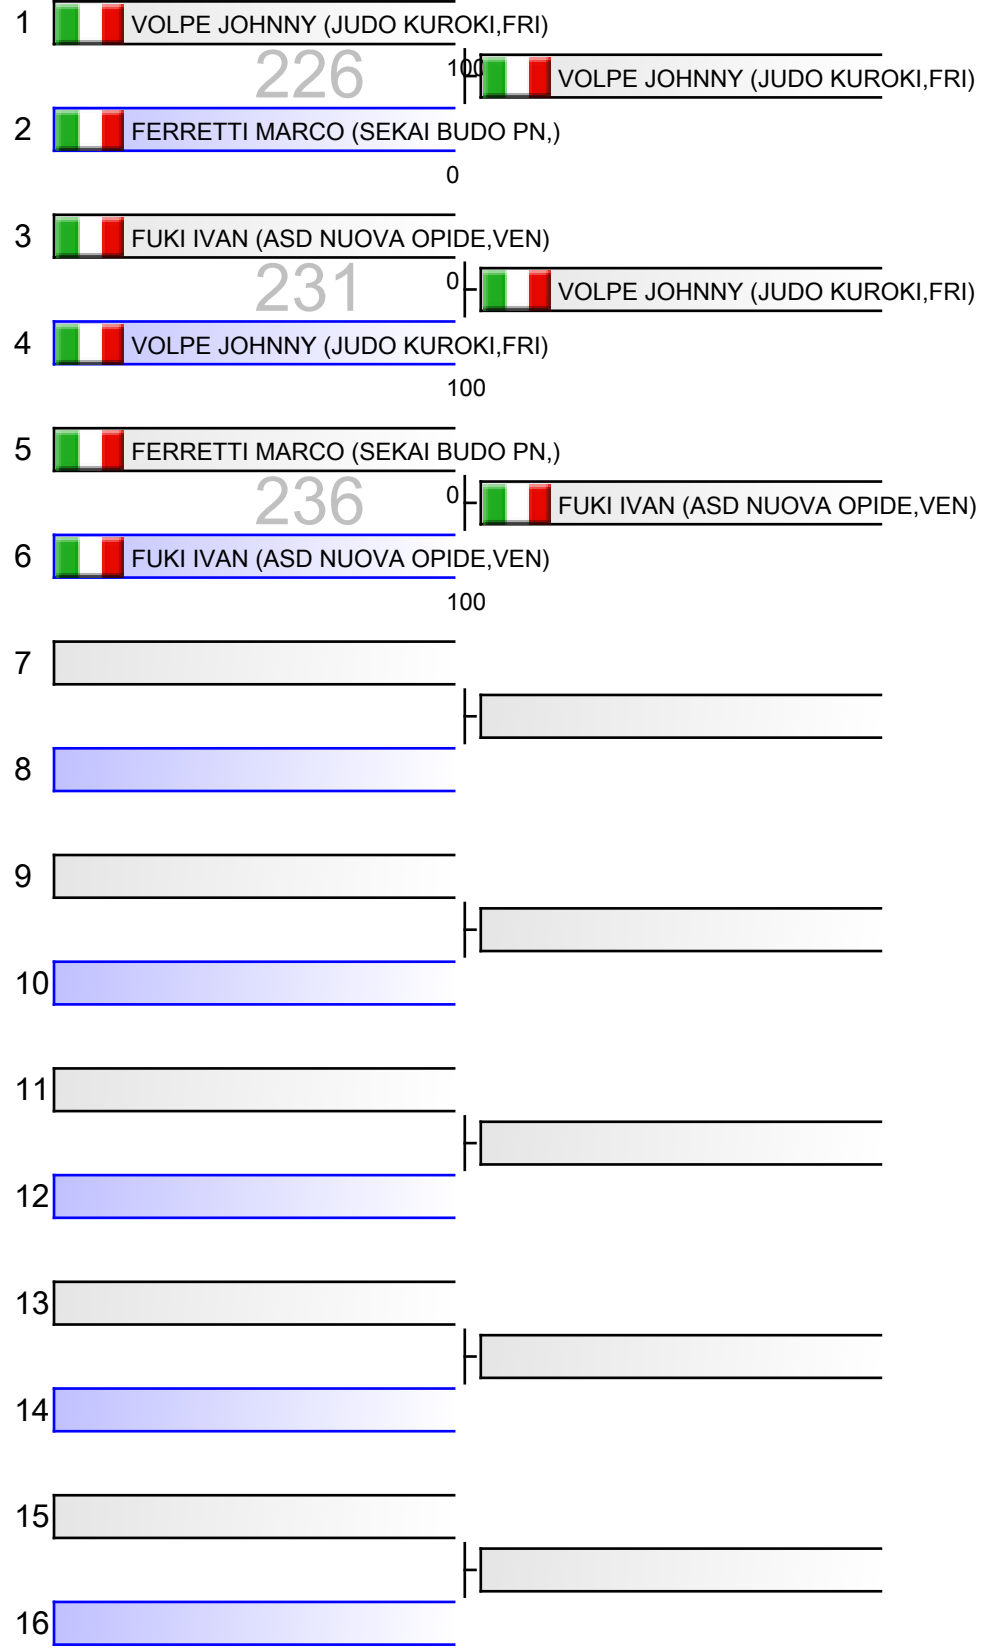 1 VOLPE JOHNNY (JUDO KUROKI,FRI)
226
100
VOLPE JOHNNY (JUDO KUROKI,FRI)
2 FERRETTI MARCO (SEKAI BUDO PN,)
0
3 FUKI IVAN (ASD NUOVA OPIDE,VEN)
231
0
VOLPE JOHNNY (JUDO KUROKI,FRI)
4 VOLPE JOHNNY (JUDO KUROKI,FRI)
100
5 FERRETTI MARCO (SEKAI BUDO PN,)
236
0
FUKI IVAN (ASD NUOVA OPIDE,VEN)
6 FUKI IVAN (ASD NUOVA OPIDE,VEN)
100
7
8
9
10
11
12
13
14
15
16